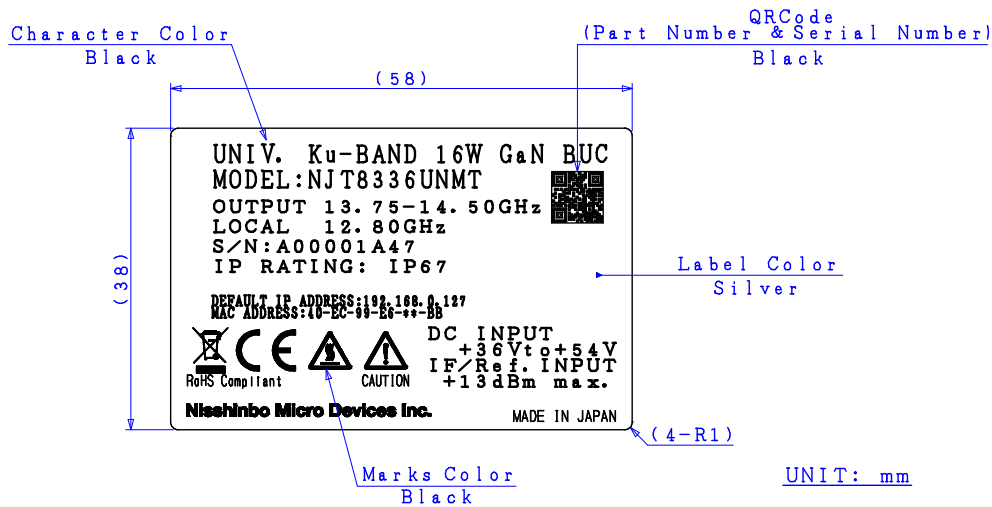 QRCode
Character Color
(Part Number & Serial Number)
Black
Black
(58)
UNIV. Ku-BAND 16W GaN BUC
MODEL:NJT8336UNMT
OUTPUT 13.75-14.50GHz
LOCAL 12.80GHz
S/N:A00001A47
IP RATING: IP67
(38)
Label Color
Silver
DEFAULT IP ADDRESS:192.168.0.127
MAC ADDRESS:40-EC-99-E6-**-BB
DC INPUT
+36Vto+54V
IF/Ref. INPUT
+13dBm max.
CE
RoHS Compliant
CAUTION
Nisshinbo Micro Devices Inc.
MADE IN JAPAN
(4-R1)
Marks Color
Black
UNIT: mm